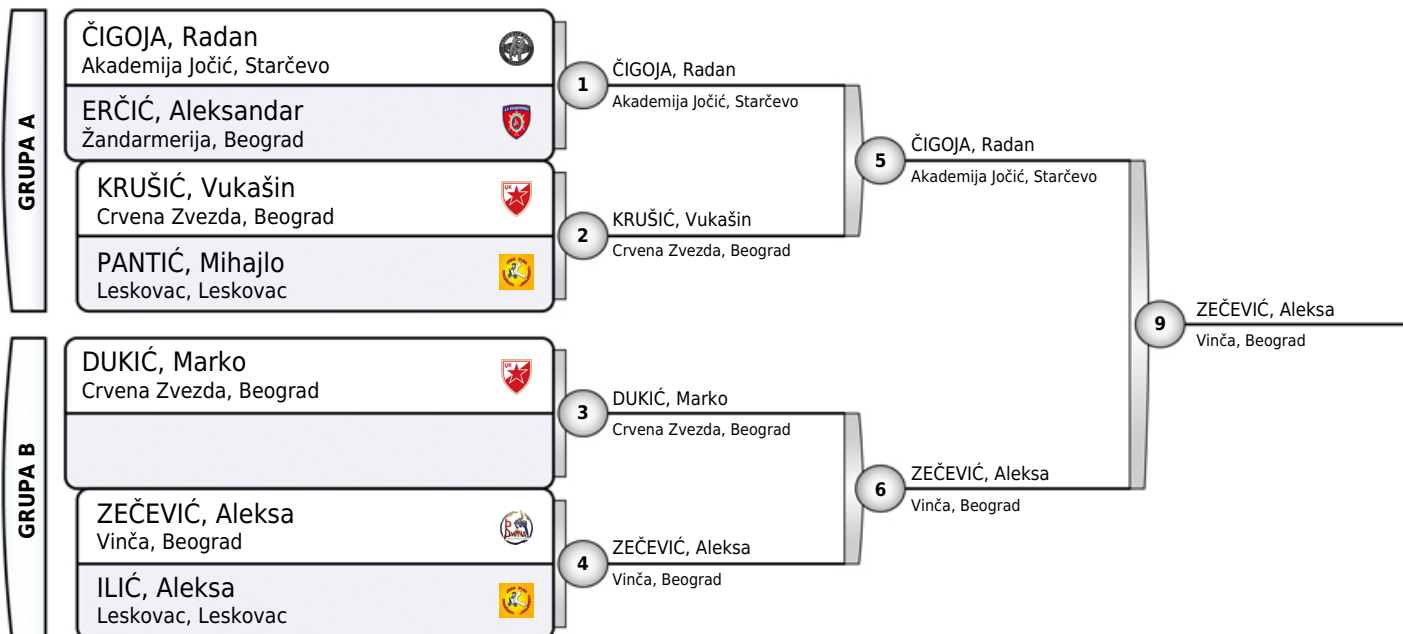 GRUPA A
ČIGOJA, Radan
Akademija Jočić, Starčevo
ERČIĆ, Aleksandar
Žandarmerija, Beograd
KRUŠIĆ, Vukašin
Crvena Zvezda, Beograd
PANTIĆ, Mihajlo
Leskovac, Leskovac
GRUPA B
DUKIĆ, Marko
Crvena Zvezda, Beograd
ZEČEVIĆ, Aleksa
Vinča, Beograd
ILIĆ, Aleksa
Leskovac, Leskovac
1
ČIGOJA, Radan
Akademija Jočić, Starčevo
2
KRUŠIĆ, Vukašin
Crvena Zvezda, Beograd
3
DUKIĆ, Marko
Crvena Zvezda, Beograd
4
ZEČEVIĆ, Aleksa
Vinča, Beograd
5
ČIGOJA, Radan
Akademija Jočić, Starčevo
6
ZEČEVIĆ, Aleksa
Vinča, Beograd
9
ZEČEVIĆ, Aleksa
Vinča, Beograd